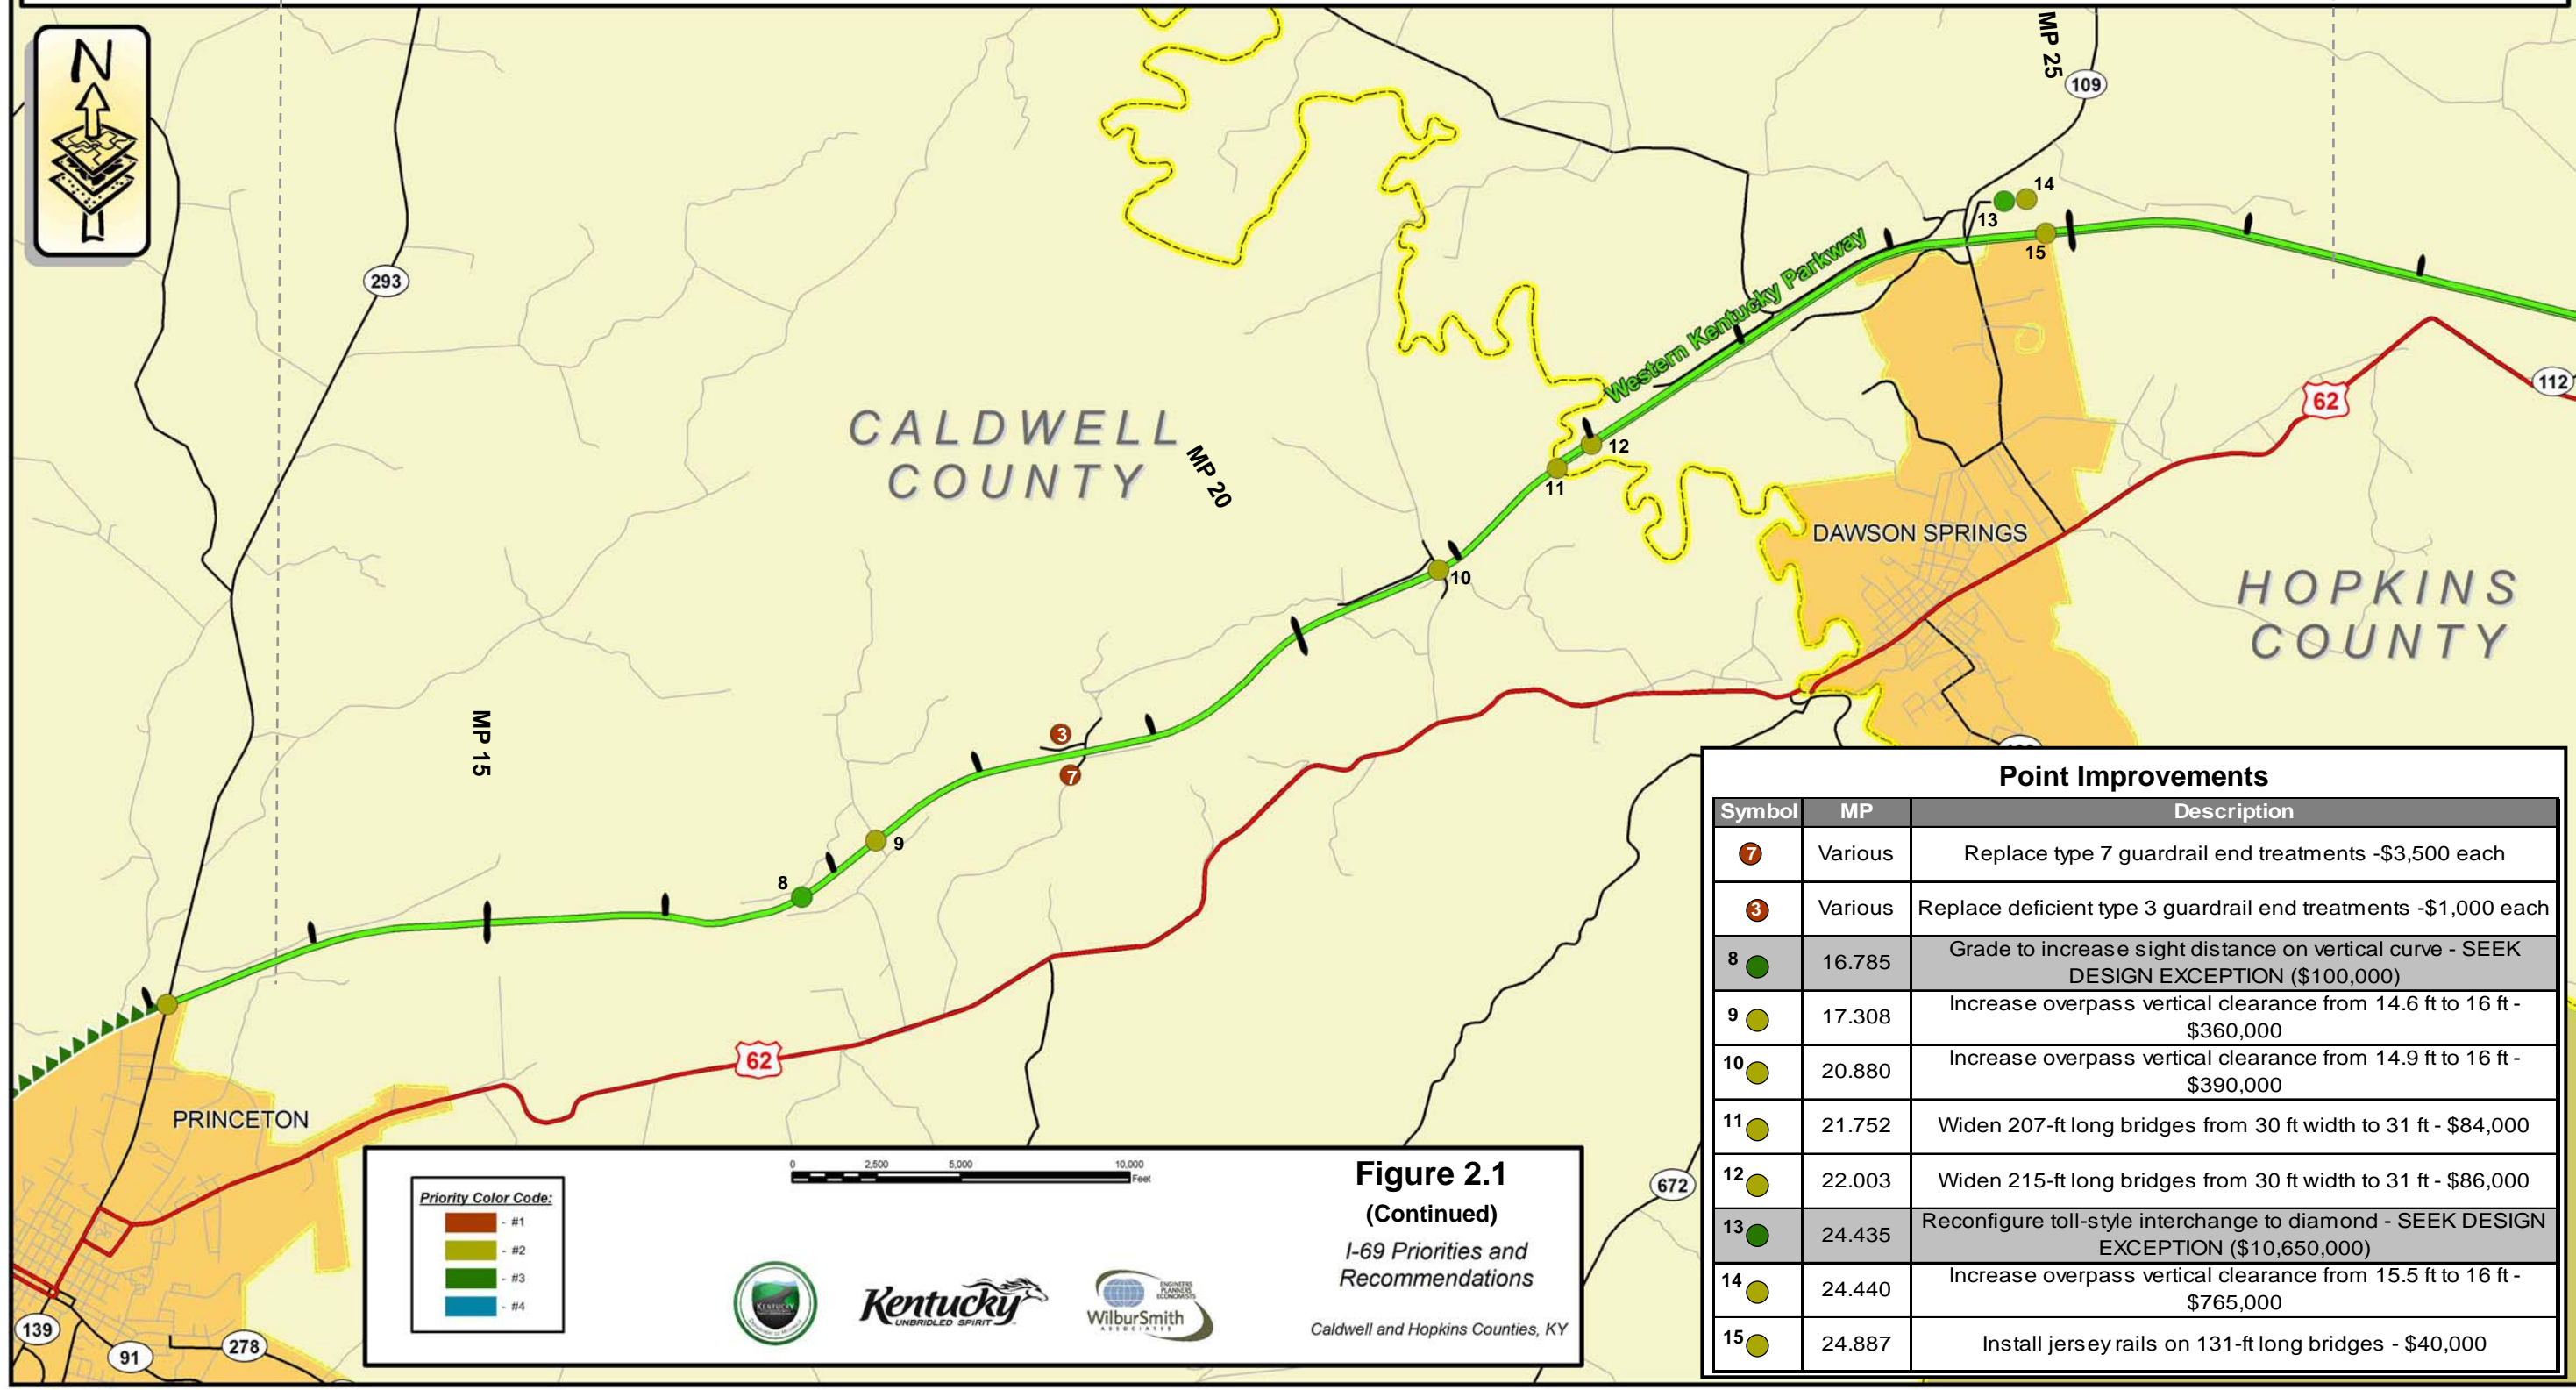 N
MP 25
109
293
14
13
15
Western Kentucky Parkway
112
62
CALDWELL
COUNTY
MP 20
12
11
DAWSON SPRINGS
10
HOPKINS
COUNTY
MP 15
3
7
9
8
62
PRINCETON
672
139
91
278
Point Improvements
Symbol MP Description
7 Various Replace type 7 guardrail end treatments -$3,500 each
3 Various Replace deficient type 3 guardrail end treatments -$1,000 each
8 16.785 Grade to increase sight distance on vertical curve - SEEK
DESIGN EXCEPTION ($100,000)
9 17.308 Increase overpass vertical clearance from 14.6 ft to 16 ft -
$360,000
10 20.880 Increase overpass vertical clearance from 14.9 ft to 16 ft -
$390,000
11 21.752 Widen 207-ft long bridges from 30 ft width to 31 ft - $84,000
12 22.003 Widen 215-ft long bridges from 30 ft width to 31 ft - $86,000
13 24.435 Reconfigure toll-style interchange to diamond - SEEK DESIGN
EXCEPTION ($10,650,000)
14 24.440 Increase overpass vertical clearance from 15.5 ft to 16 ft -
$765,000
15 24.887 Install jersey rails on 131-ft long bridges - $40,000
Priority Color Code:
- #1
- #2
- #3
- #4
0 2,500 5,000 10,000
Feet
KENTUCKY
Kentucky
UNBRIDLED SPIRIT
ENGINEERS
PLANNERS
ECONOMISTS
WilburSmith
ASSOCIATES
Figure 2.1
(Continued)
I-69 Priorities and
Recommendations
Caldwell and Hopkins Counties, KY